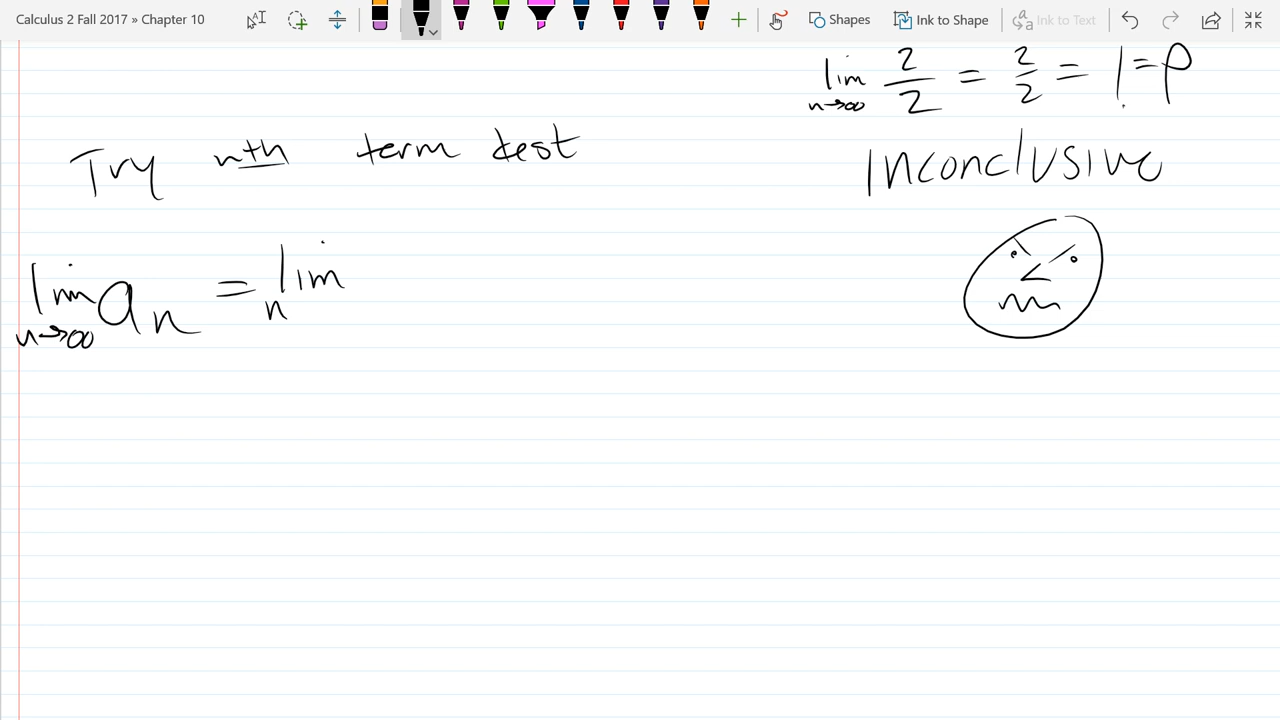 Calculus 2 Fall 2017 » Chapter 10
Shapes
Ink to Shape
Ink to Text
lim n→∞ 2/2 = 2/2 = 1 = ρ
Try nth term test
Inconclusive
lim n→∞ an = lim n